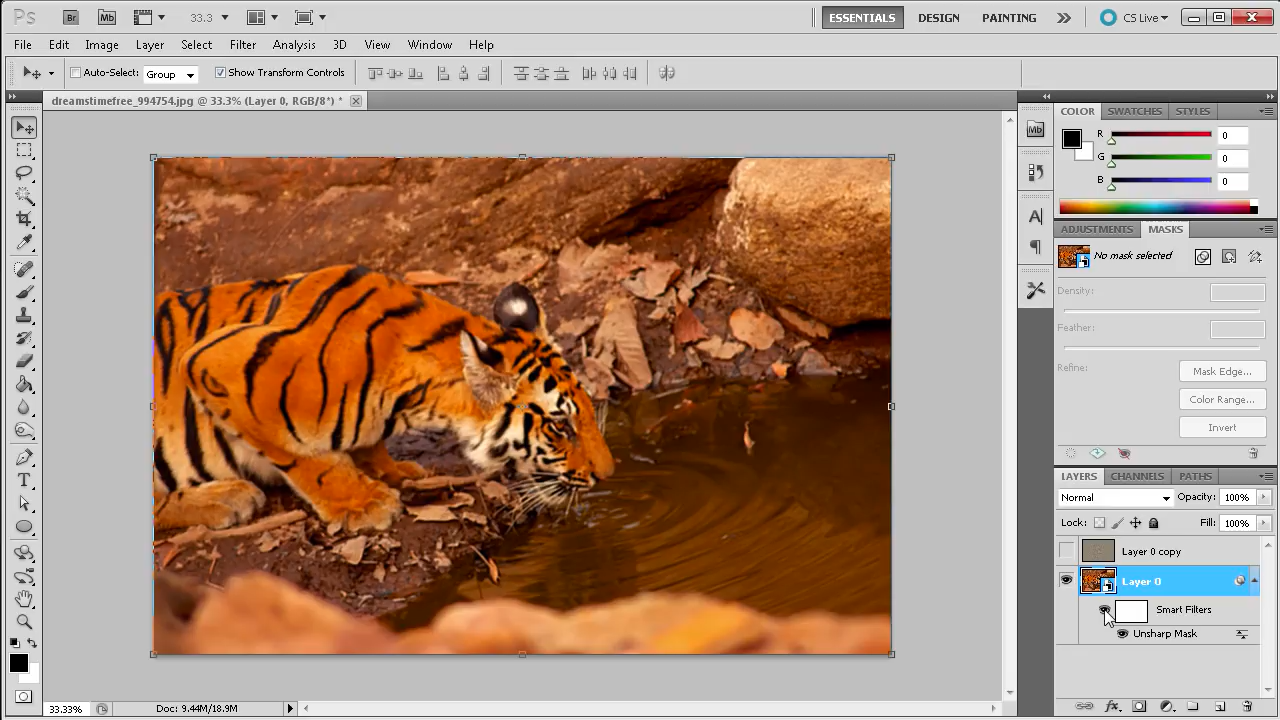 Ps Br Mb 33.3 ESSENTIALS DESIGN PAINTING CS Live
File Edit Image Layer Select Filter Analysis 3D View Window Help
Auto-Select: Group Show Transform Controls
dreamstimefree_994754.jpg @ 33.3% (Layer 0, RGB/8*) *
COLOR SWATCHES STYLES
Mb
R 0
G 0
B 0
A
ADJUSTMENTS MASKS
No mask selected
Density:
Feather:
Refine: Mask Edge...
Color Range...
Invert
LAYERS CHANNELS PATHS
Normal Opacity: 100%
Lock: Fill: 100%
Layer 0 copy
Layer 0
Smart Filters
Unsharp Mask
T
33.33% Doc: 9.44M/18.9M
fx